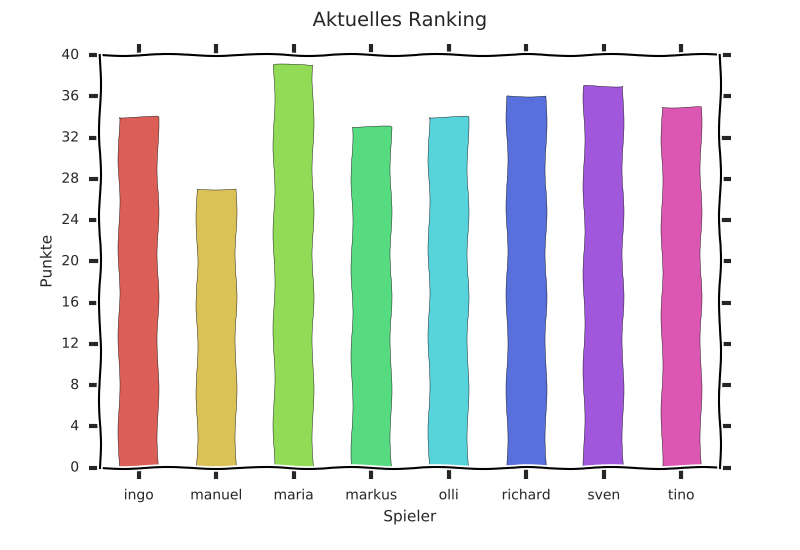 Aktuelles Ranking
40
36
32
28
24
20
16
12
8
4
0
Punkte
ingo manuel maria markus olli richard sven tino
Spieler